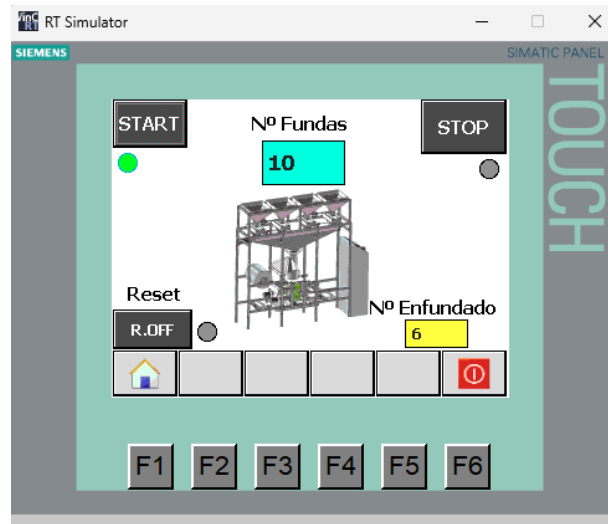 RT Simulator
SIEMENS
SIMATIC PANEL
TOUCH
START
Nº Fundas
STOP
10
Reset
R.OFF
Nº Enfundado
6
F1 F2 F3 F4 F5 F6